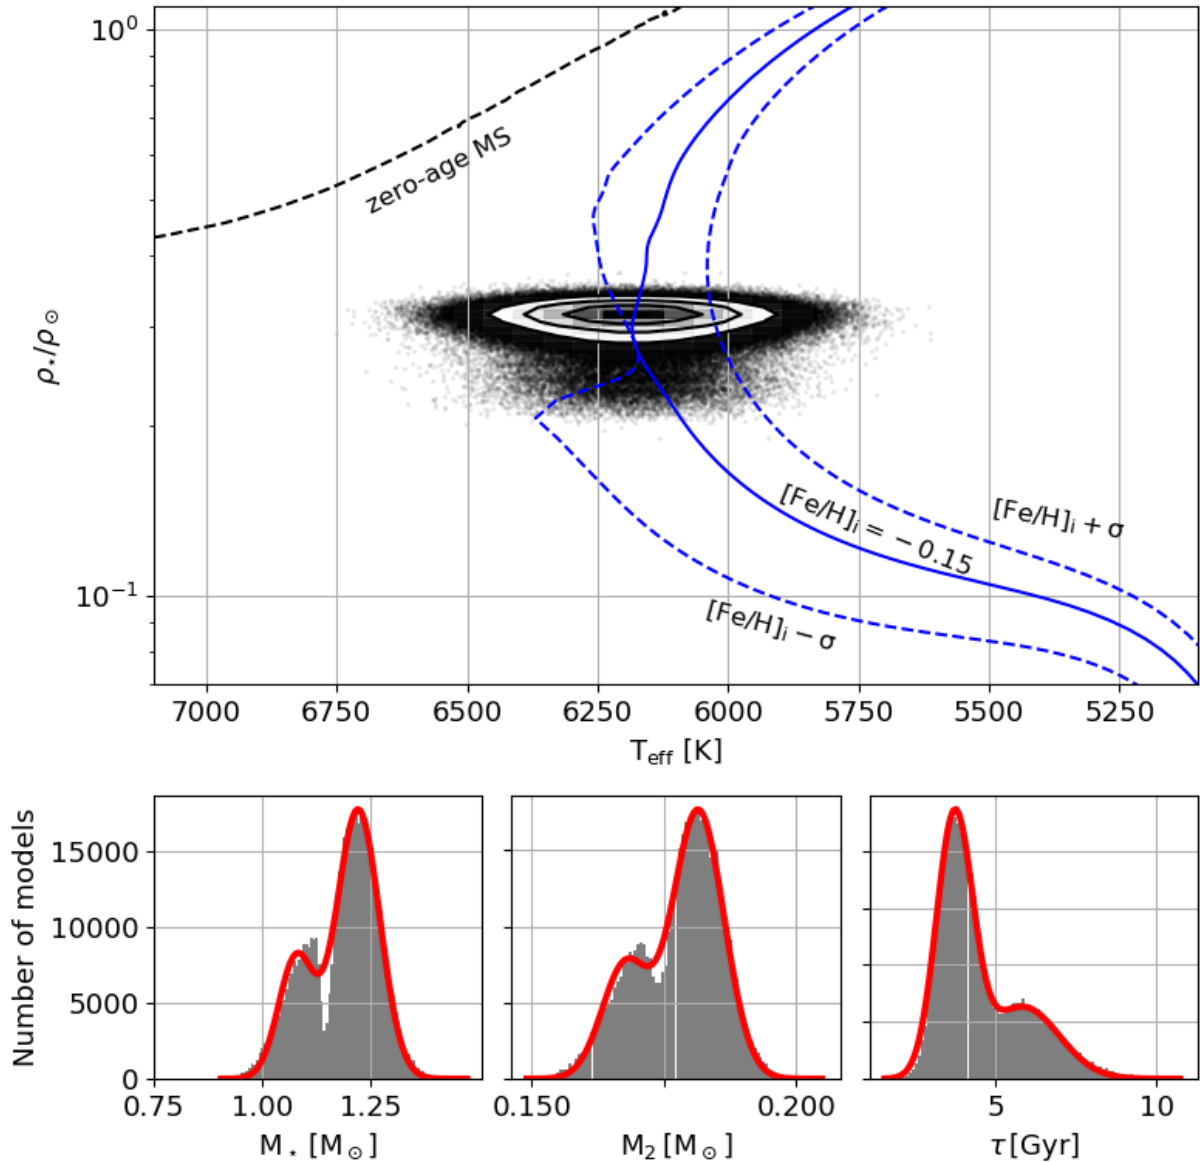 10⁰
zero-age MS
ρ⋆/ρ⊙
[Fe/H]ᵢ = −0.15
[Fe/H]ᵢ + σ
10⁻¹
[Fe/H]ᵢ − σ
7000 6750 6500 6250 6000 5750 5500 5250
T_eff [K]
Number of models
15000
10000
5000
0
0.75 1.00 1.25 0.150 0.200 5 10
M⋆ [M⊙] M₂ [M⊙] τ [Gyr]